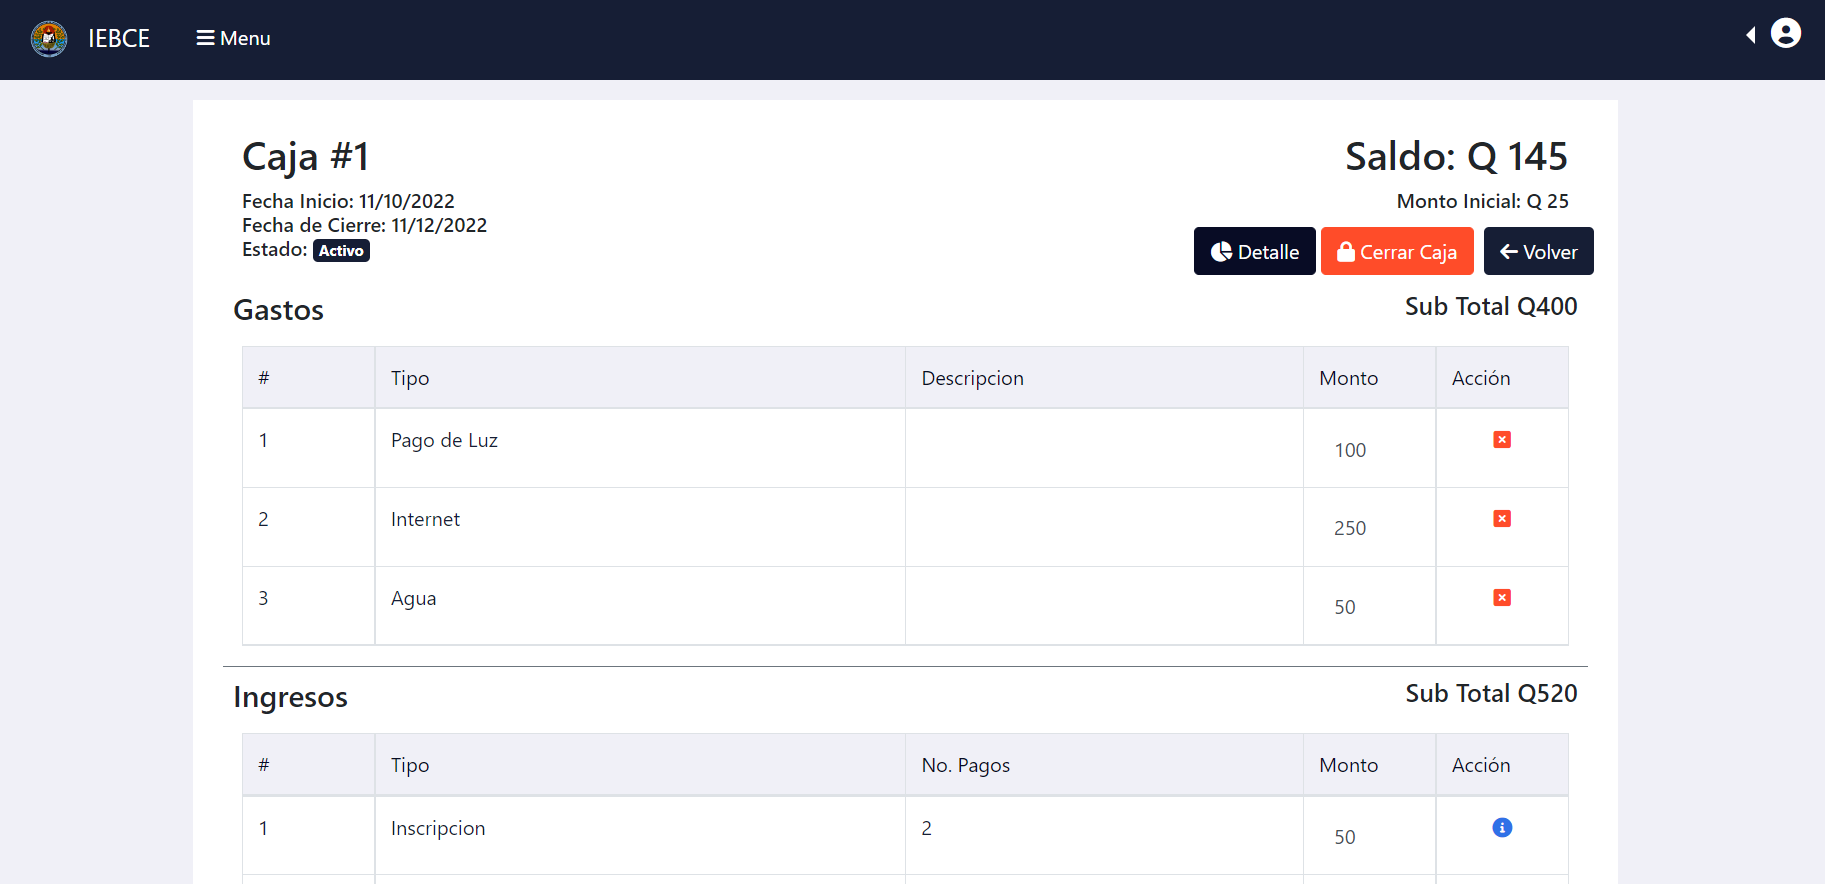 IEBCE Menu
Caja #1
Saldo: Q 145
Fecha Inicio: 11/10/2022
Monto Inicial: Q 25
Fecha de Cierre: 11/12/2022
Estado: Activo
Detalle Cerrar Caja Volver
Gastos
Sub Total Q400
# Tipo Descripcion Monto Acción
1 Pago de Luz 100
2 Internet 250
3 Agua 50
Ingresos
Sub Total Q520
# Tipo No. Pagos Monto Acción
1 Inscripcion 2 50